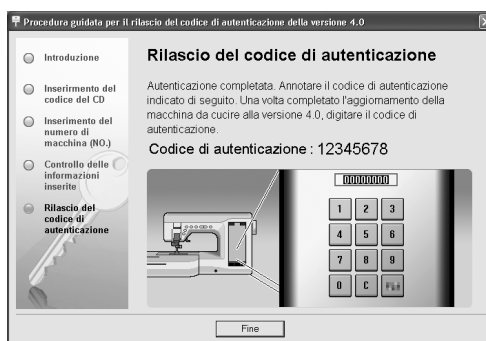 Procedura guidata per il rilascio del codice di autenticazione della versione 4.0
Introduzione
Inserirmento del
codice del CD
Inserimento del
numero di
macchina (NO.)
Controllo delle
informazioni
inserite
Rilascio del
codice di
autenticazione
Rilascio del codice di autenticazione
Autenticazione completata. Annotare il codice di autenticazione
indicato di seguito. Una volta completato l'aggiornamento della
macchina da cucire alla versione 4.0, digitare il codice di
autenticazione.
Codice di autenticazione : 12345678
00000000
1 2 3
4 5 6
7 8 9
0 C
Fine